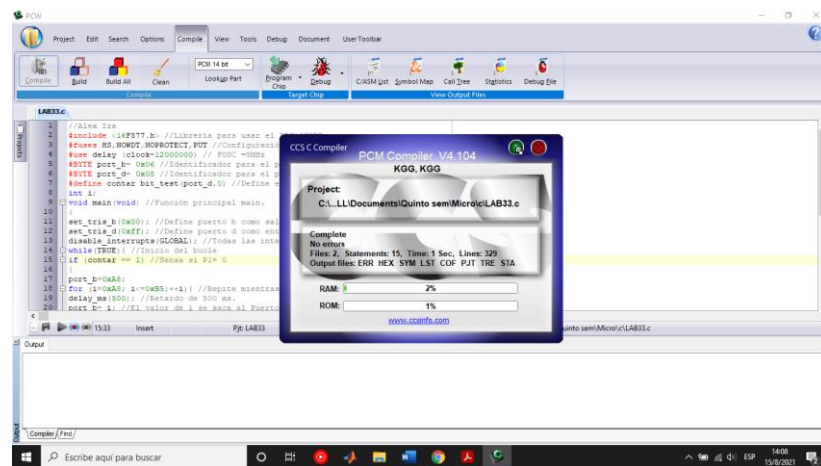 PCW
Project Edit Search Options Compile View Tools Debug Document User Toolbar
PCM 14 bit
Compile Build Build All Clean Lookup Part Program Chip Debug C/ASM List Symbol Map Call Tree Statistics Debug File
Compile Target Chip View Output Files
LAB33.c
Projects
1 //Alex Iza
2 #include <16F877.h> //Libreria para usar el
3 #fuses HS,NOWDT,NOPROTECT,PUT //Configuració
4 #use delay (clock=12000000) // FOSC =8MHz
5 #BYTE port_b= 0x06 //Identificador para el p
6 #BYTE port_d= 0x08 //Identificador para el p
7 #define contar bit_test(port_d,0) //Define e
8 int i;
9 void main() //Función principal main.
10 {
11 set_tris_b(0x00); //Define puerto b como sal
12 set_tris_d(0xff); //Define puerto d como ent
13 disable_interrupts(GLOBAL); //Todas las inte
14 while(TRUE){ //Inicio del bucle
15 if (contar == 1) //Sensa si P1= 0
16 {
17 port_b=0xA8;
18 for (i=0xA8; i<=0xB5;++i){ //Repite mientras
19 delay_ms(500); //Retardo de 500 ms.
20 port_b= i; //El valor de i se saca al Puerto
CCS C Compiler
PCM Compiler V4.104
KGG, KGG
Project:
C:\...LL\Documents\Quinto sem\Micro\c\LAB33.c
Complete
No errors
Files: 2, Statements: 15, Time: 1 Sec, Lines: 329
Output files: ERR HEX SYM LST COF PJT TRE STA
RAM: 2%
ROM: 1%
www.ccsinfo.com
15:33 Insert Pjt: LAB33 uinto sem\Micro\c\LAB33.c
Output
Output
Compiler Find
Escribe aquí para buscar
ESP
14:08
15/8/2021